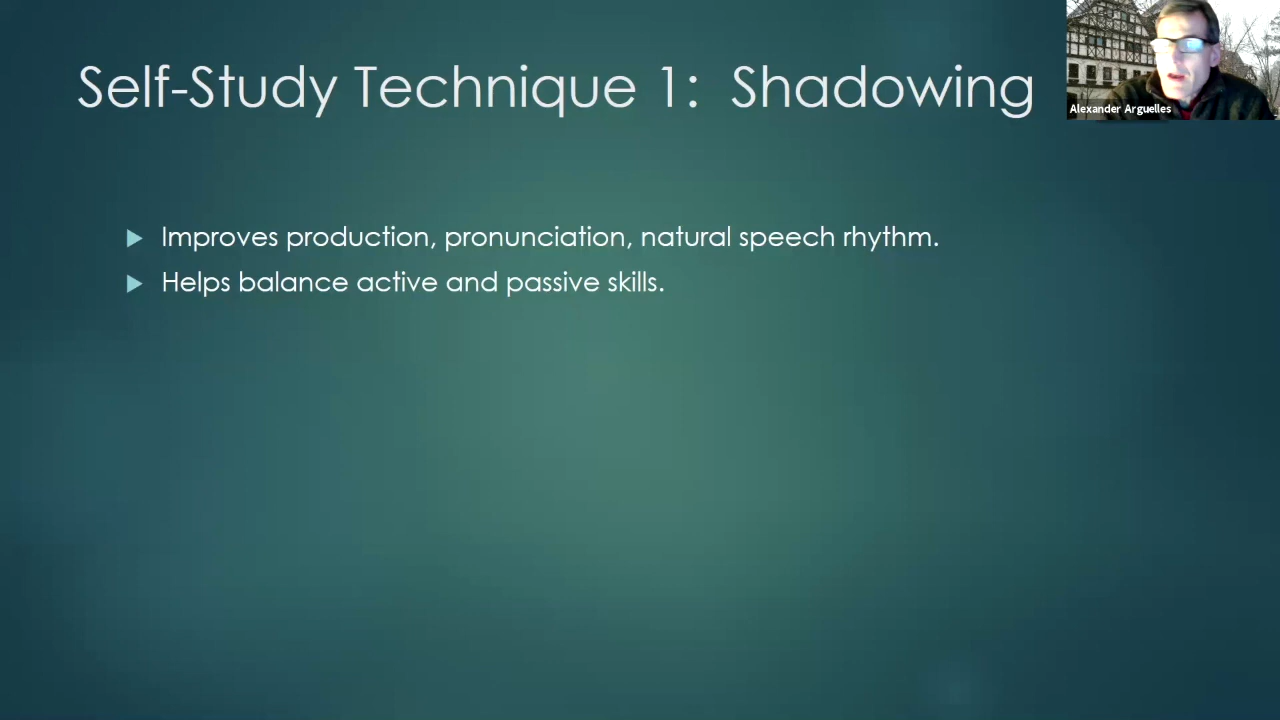 Self-Study Technique 1: Shadowing
Alexander Arguelles
Improves production, pronunciation, natural speech rhythm.
Helps balance active and passive skills.